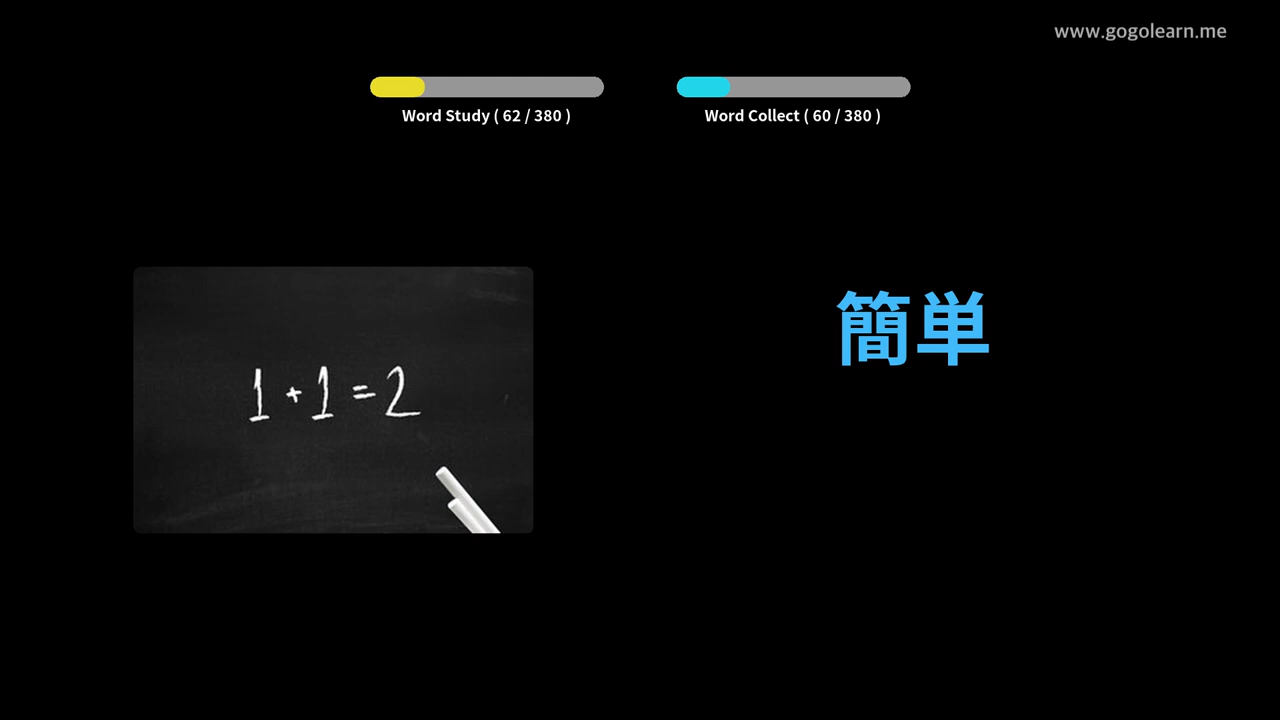 www.gogolearn.me
Word Study ( 62 / 380 )
Word Collect ( 60 / 380 )
簡単
1 + 1 = 2